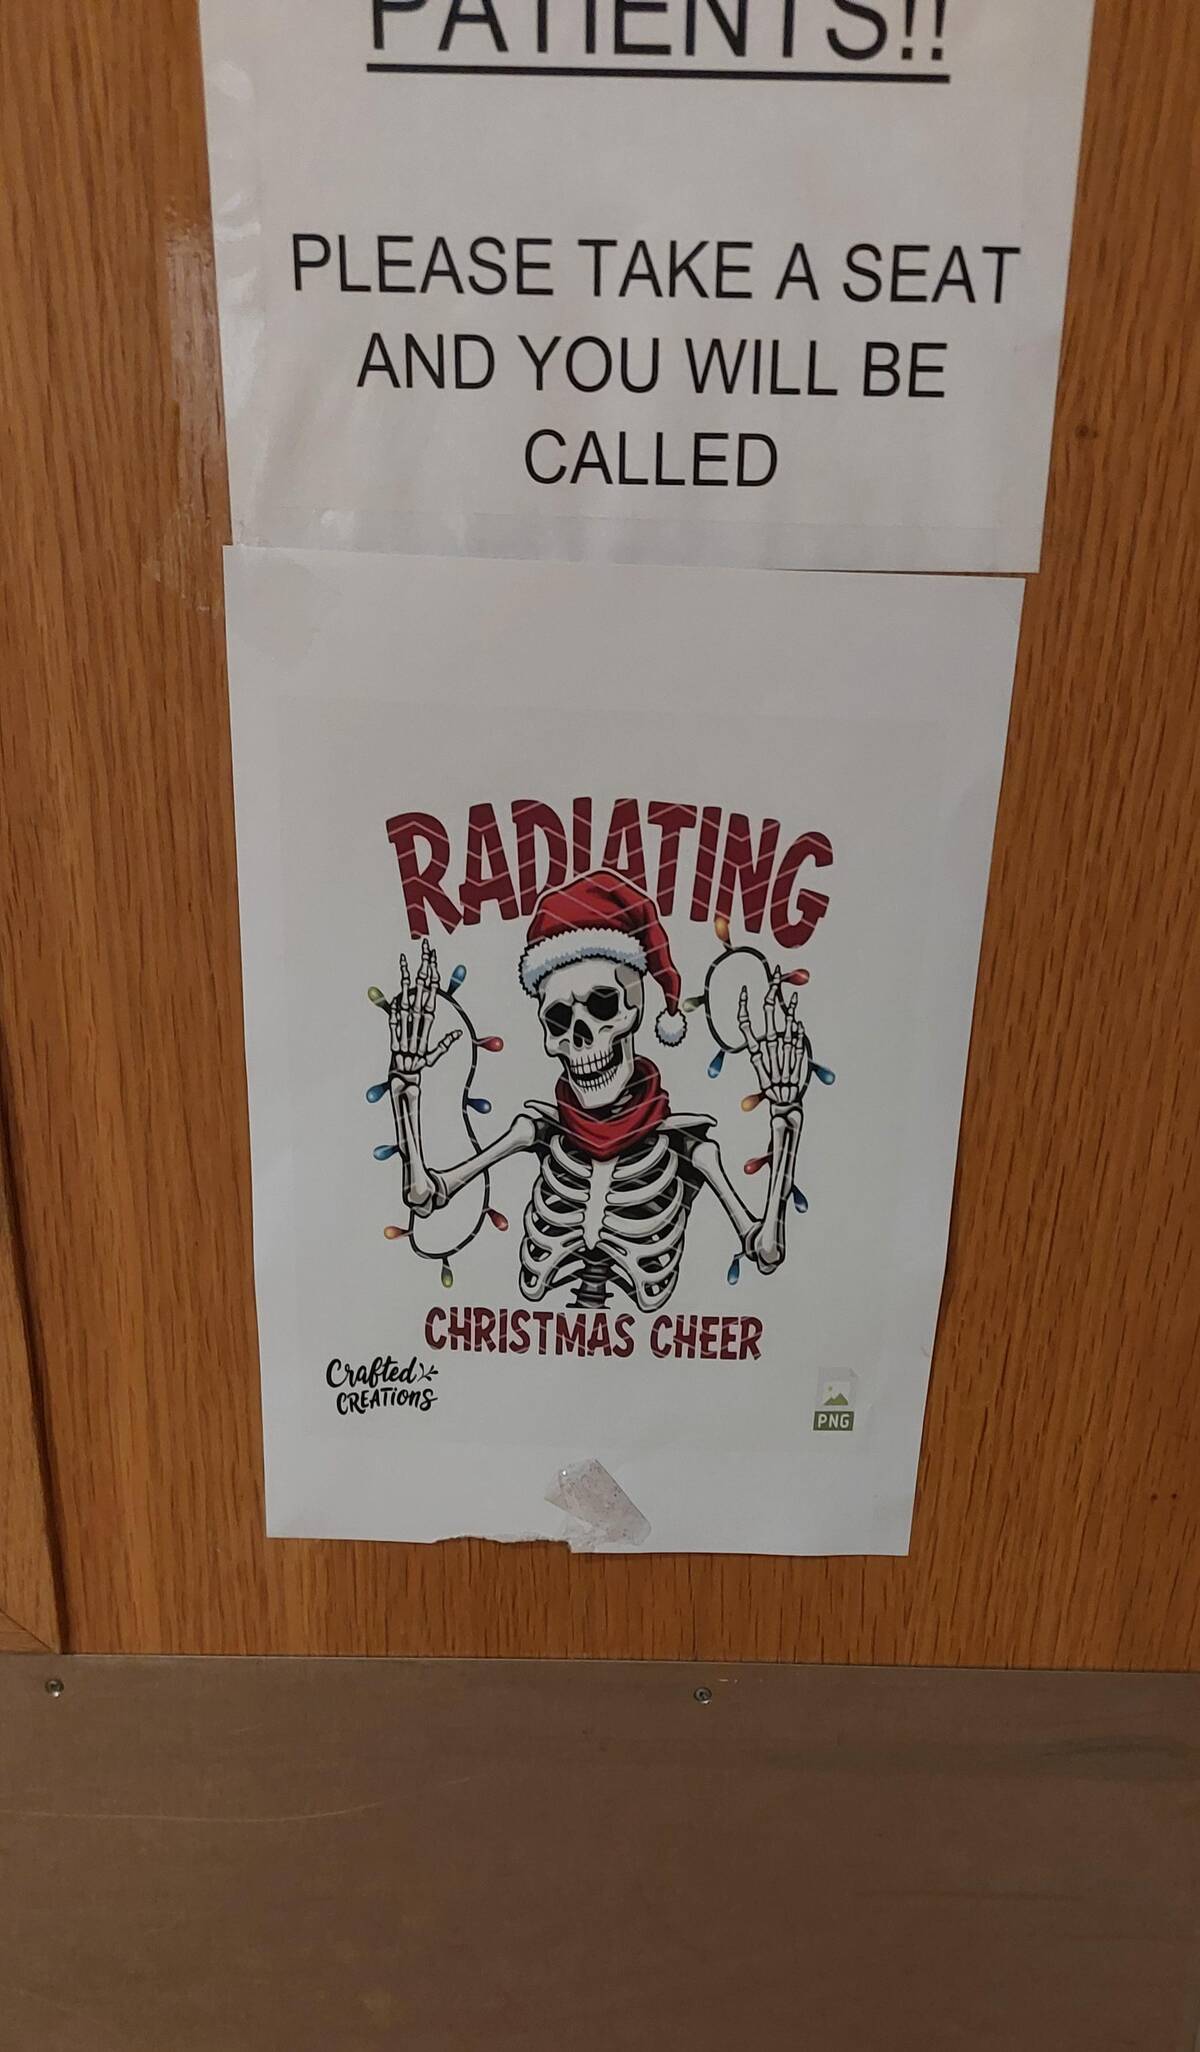 PATIENTS!!
PLEASE TAKE A SEAT
AND YOU WILL BE
CALLED
RADIATING
CHRISTMAS CHEER
Crafted
CREATIONS
PNG